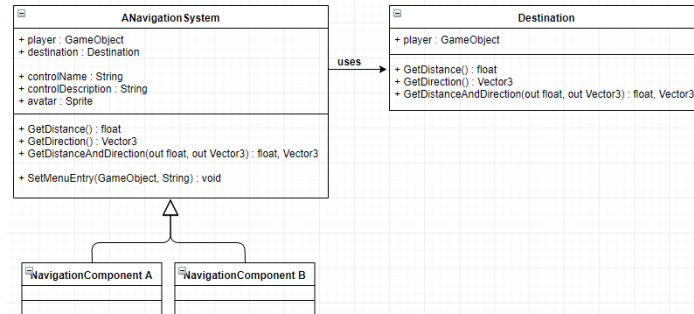 ANavigationSystem
+ player : GameObject
+ destination : Destination
+ controlName : String
+ controlDescription : String
+ avatar : Sprite
+ GetDistance() : float
+ GetDirection() : Vector3
+ GetDistanceAndDirection(out float, out Vector3) : float, Vector3
+ SetMenuEntry(GameObject, String) : void
uses
Destination
+ player : GameObject
+ GetDistance() : float
+ GetDirection() : Vector3
+ GetDistanceAndDirection(out float, out Vector3) : float, Vector3
NavigationComponent A
NavigationComponent B